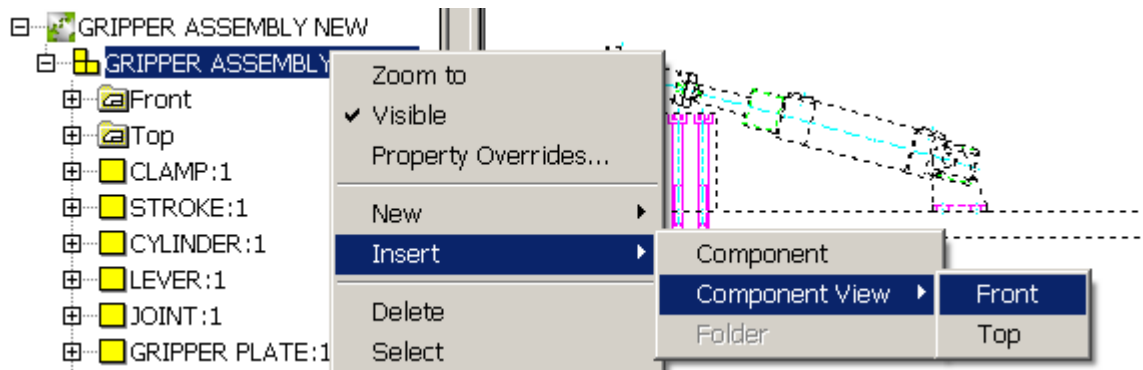 GRIPPER ASSEMBLY NEW
GRIPPER ASSEMBLY
Front
Top
CLAMP:1
STROKE:1
CYLINDER:1
LEVER:1
JOINT:1
GRIPPER PLATE:1
Zoom to
Visible
Property Overrides...
New
Insert
Delete
Select
Component
Component View
Folder
Front
Top